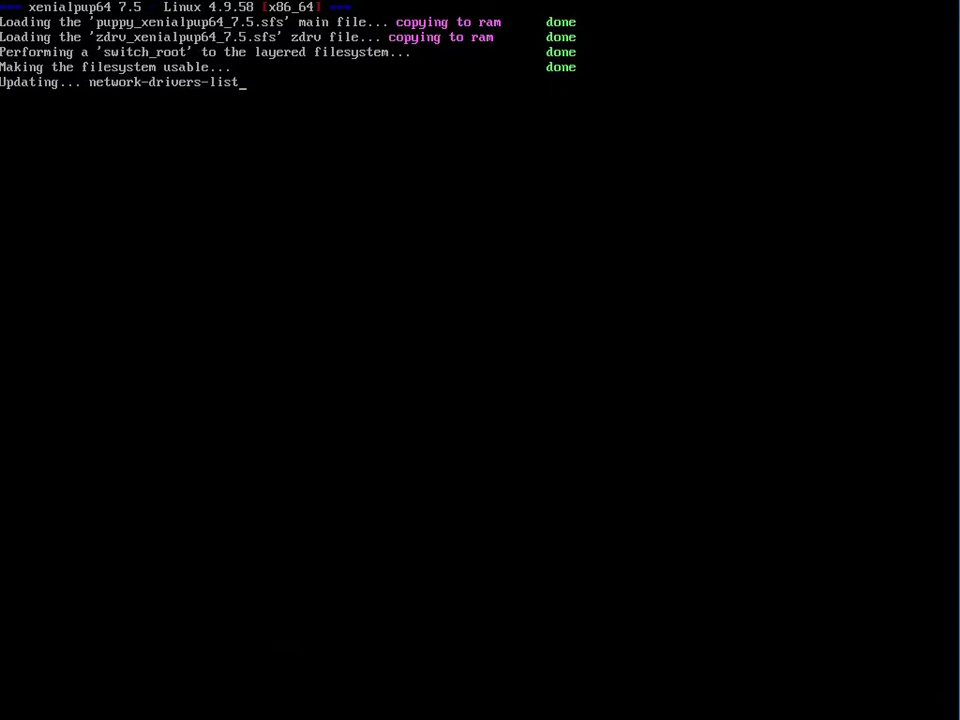 === xenialpup64 7.5 - Linux 4.9.58 [x86_64] ===
Loading the 'puppy_xenialpup64_7.5.sfs' main file... copying to ram done
Loading the 'zdrv_xenialpup64_7.5.sfs' zdrv file... copying to ram done
Performing a 'switch_root' to the layered filesystem... done
Making the filesystem usable... done
Updating... network-drivers-list_